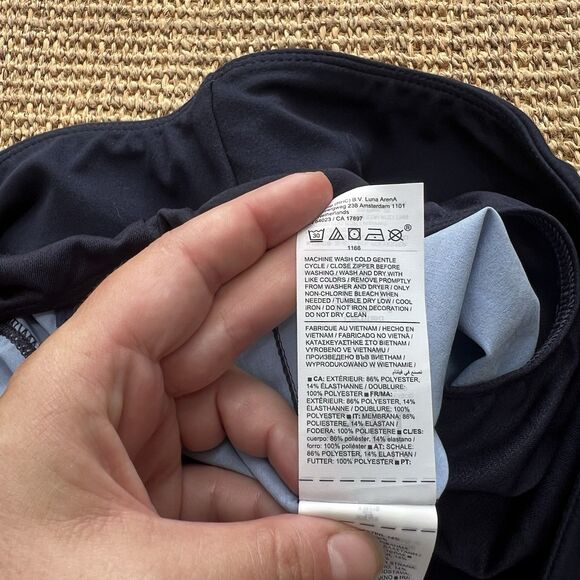 B.V. Luna ArenA
238 Amsterdam 1101
Netherlands
CA 17897
30
1166
MACHINE WASH COLD GENTLE
CYCLE / CLOSE ZIPPER BEFORE
WASHING / WASH AND DRY WITH
LIKE COLORS / REMOVE PROMPTLY
FROM WASHER AND DRYER / ONLY
NON-CHLORINE BLEACH WHEN
NEEDED / TUMBLE DRY LOW / COOL
IRON / DO NOT IRON DECORATION /
DO NOT DRY CLEAN
FABRIQUE AU VIETNAM / HECHO EN
VIETNAM / FABRICADO NO VIETNÃ /
ΚΑΤΑΣΚΕΥΑΣΤΗΚΕ ΣΤΟ ΒΙΕΤΝΑΜ /
VYROBENO VE VIETNAMU /
ПРОИЗВЕДЕНО ВЪВ ВИЕТНАМ /
WYPRODUKOWANO W WIETNAMIE /
صنع في فيتنام
■ CA: EXTÉRIEUR: 86% POLYESTER, 14%
ÉLASTHANNE / DOUBLURE: 100%
POLYESTER ■ FR/MA:
EXTÉRIEUR: 86% POLYESTER, 14%
ÉLASTHANNE / DOUBLURE: 100%
POLYESTER ■ IT: MEMBRANA: 86%
POLIESTERE, 14% ELASTAN /
FODERA: 100% POLIESTERE ■ CL/ES:
cuerpo: 86% poliéster, 14% elastano /
forro: 100% poliéster ■ AT: SCHALE:
86% POLYESTER, 14% ELASTHAN /
FUTTER: 100% POLYESTER ■ PT: